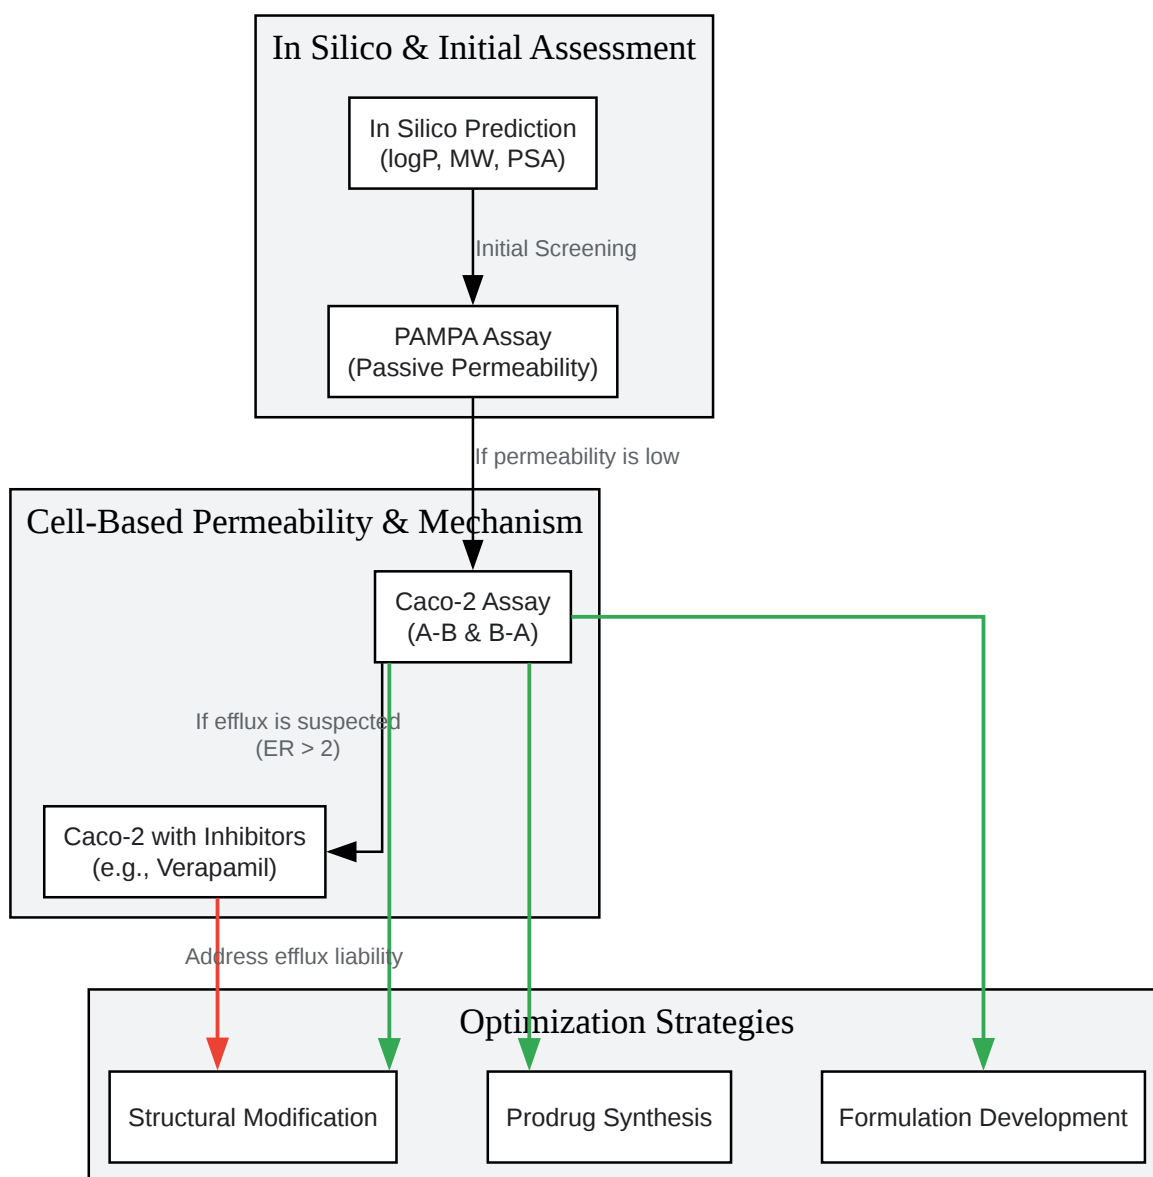 In Silico & Initial Assessment
In Silico Prediction
(logP, MW, PSA)
Initial Screening
PAMPA Assay
(Passive Permeability)
If permeability is low
Cell-Based Permeability & Mechanism
Caco-2 Assay
(A-B & B-A)
If efflux is suspected
(ER > 2)
Caco-2 with Inhibitors
(e.g., Verapamil)
Address efflux liability
Optimization Strategies
Structural Modification
Prodrug Synthesis
Formulation Development